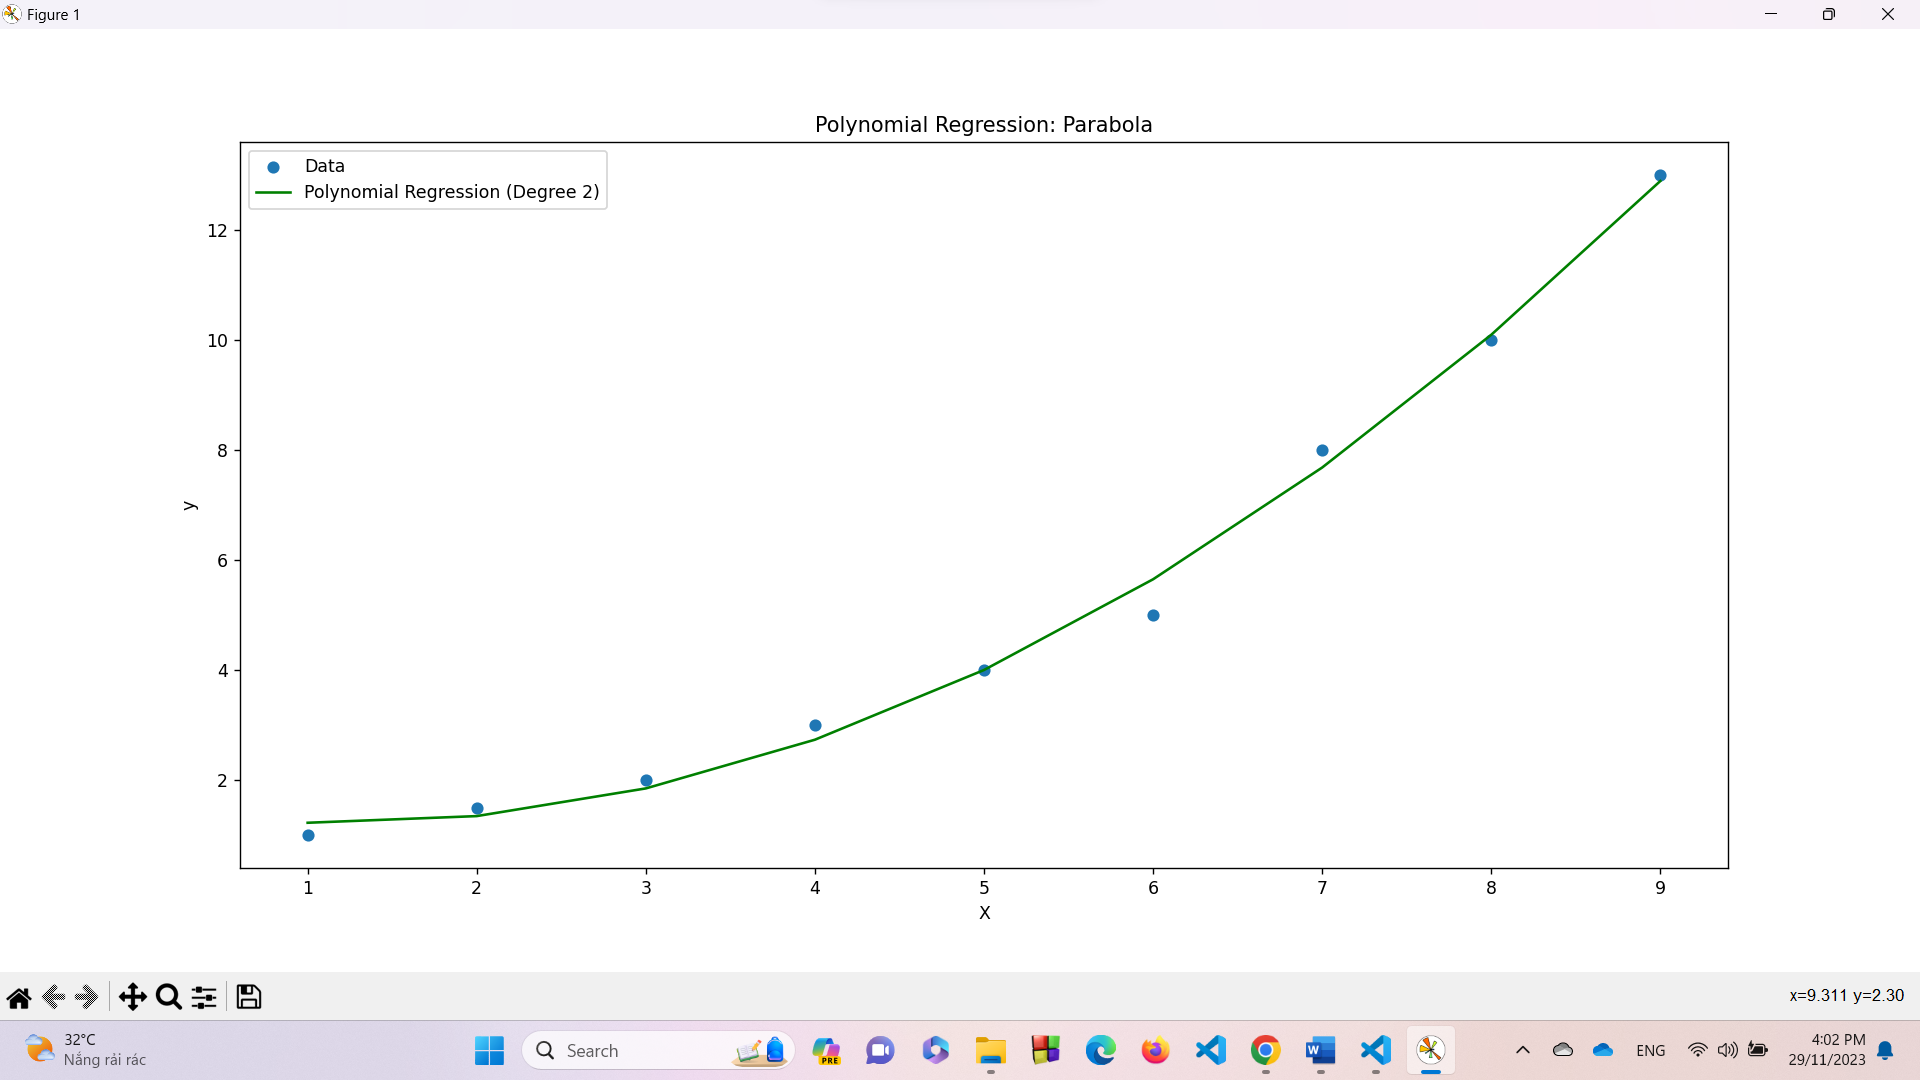 Figure 1
Polynomial Regression: Parabola
Data
Polynomial Regression (Degree 2)
12
10
8
6
4
2
y
1 2 3 4 5 6 7 8 9
X
x=9.311 y=2.30
32°C
Nắng rải rác
Search
PRE
W
ENG
4:02 PM
29/11/2023